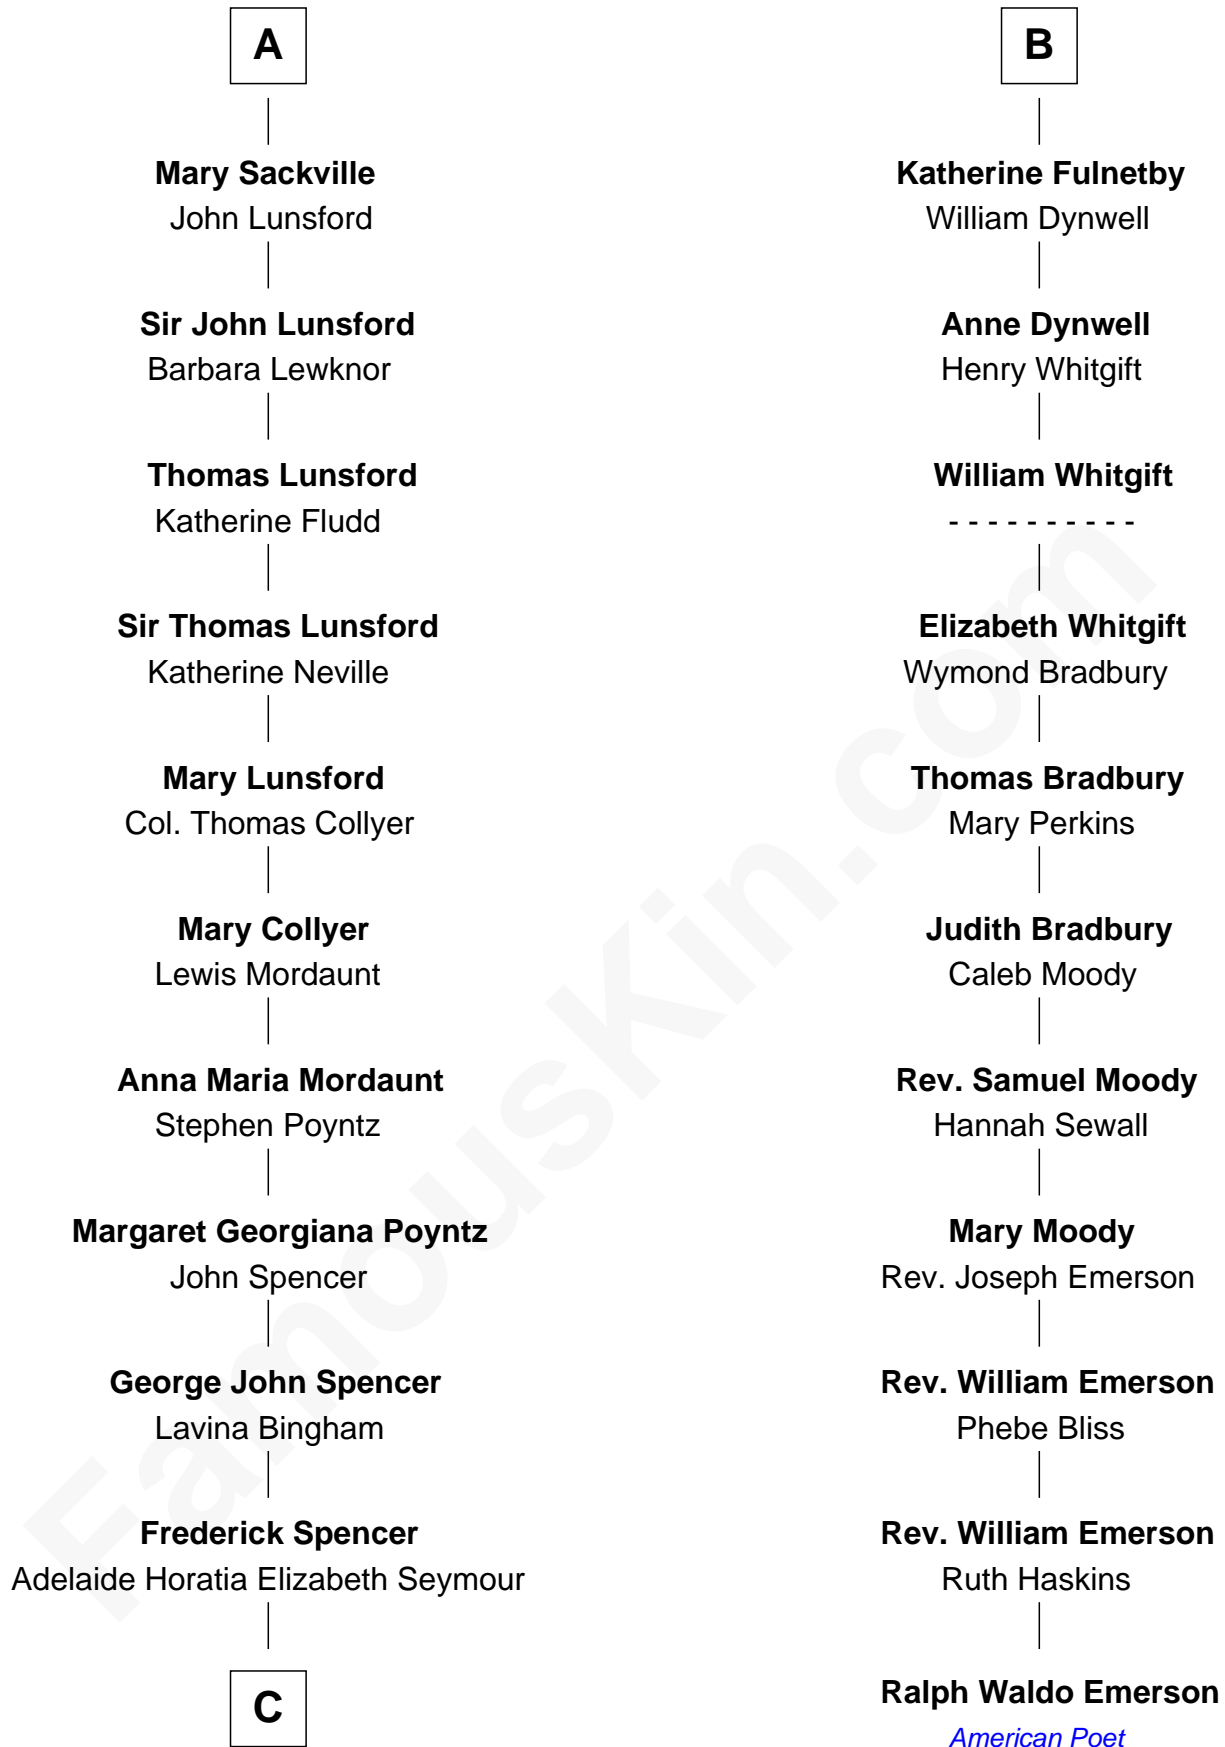 A
Mary Sackville
John Lunsford
Sir John Lunsford
Barbara Lewknor
Thomas Lunsford
Katherine Fludd
Sir Thomas Lunsford
Katherine Neville
Mary Lunsford
Col. Thomas Collyer
Mary Collyer
Lewis Mordaunt
Anna Maria Mordaunt
Stephen Poyntz
Margaret Georgiana Poyntz
John Spencer
George John Spencer
Lavina Bingham
Frederick Spencer
Adelaide Horatia Elizabeth Seymour
C
B
Katherine Fulnetby
William Dynwell
Anne Dynwell
Henry Whitgift
William Whitgift
- - - - - - - - - -
Elizabeth Whitgift
Wymond Bradbury
Thomas Bradbury
Mary Perkins
Judith Bradbury
Caleb Moody
Rev. Samuel Moody
Hannah Sewall
Mary Moody
Rev. Joseph Emerson
Rev. William Emerson
Phebe Bliss
Rev. William Emerson
Ruth Haskins
Ralph Waldo Emerson
American Poet
FamousKin.com